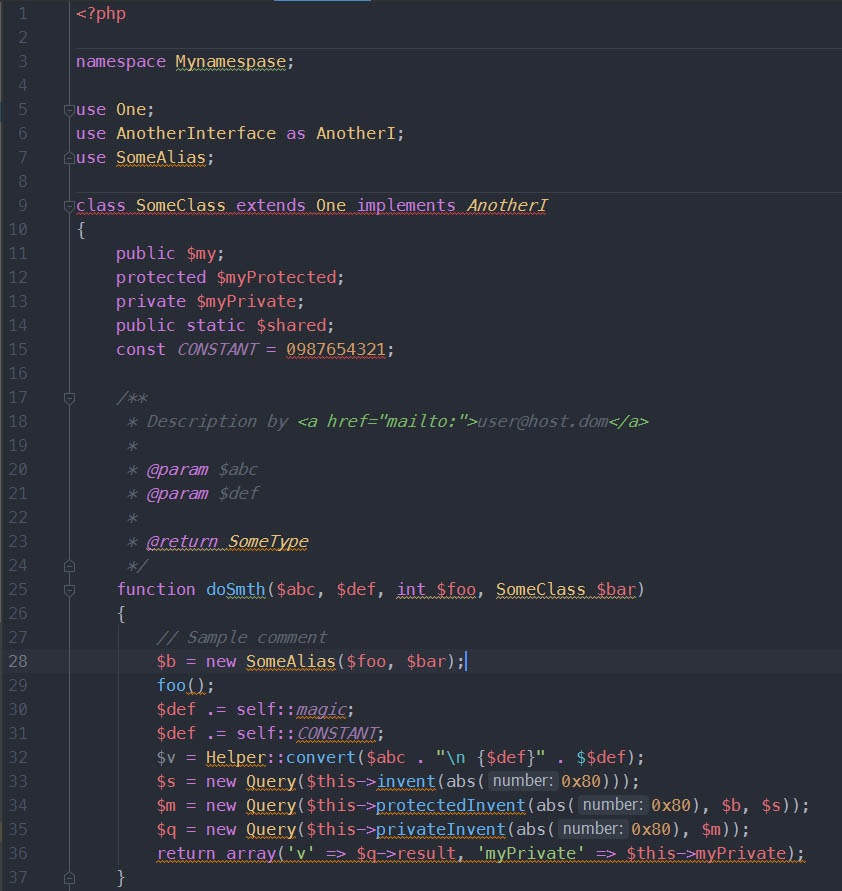 1 <?php
2
3 namespace Mynamespase;
4
5 use One;
6 use AnotherInterface as AnotherI;
7 use SomeAlias;
8
9 class SomeClass extends One implements AnotherI
10 {
11     public $my;
12     protected $myProtected;
13     private $myPrivate;
14     public static $shared;
15     const CONSTANT = 0987654321;
16
17     /**
18      * Description by <a href="mailto:">user@host.dom</a>
19      *
20      * @param $abc
21      * @param $def
22      *
23      * @return SomeType
24      */
25     function doSmth($abc, $def, int $foo, SomeClass $bar)
26     {
27         // Sample comment
28         $b = new SomeAlias($foo, $bar);
29         foo();
30         $def .= self::magic;
31         $def .= self::CONSTANT;
32         $v = Helper::convert($abc . "\n {$def}" . $$def);
33         $s = new Query($this->invent(abs( number: 0x80)));
34         $m = new Query($this->protectedInvent(abs( number: 0x80), $b, $s));
35         $q = new Query($this->privateInvent(abs( number: 0x80), $m));
36         return array('v' => $q->result, 'myPrivate' => $this->myPrivate);
37     }